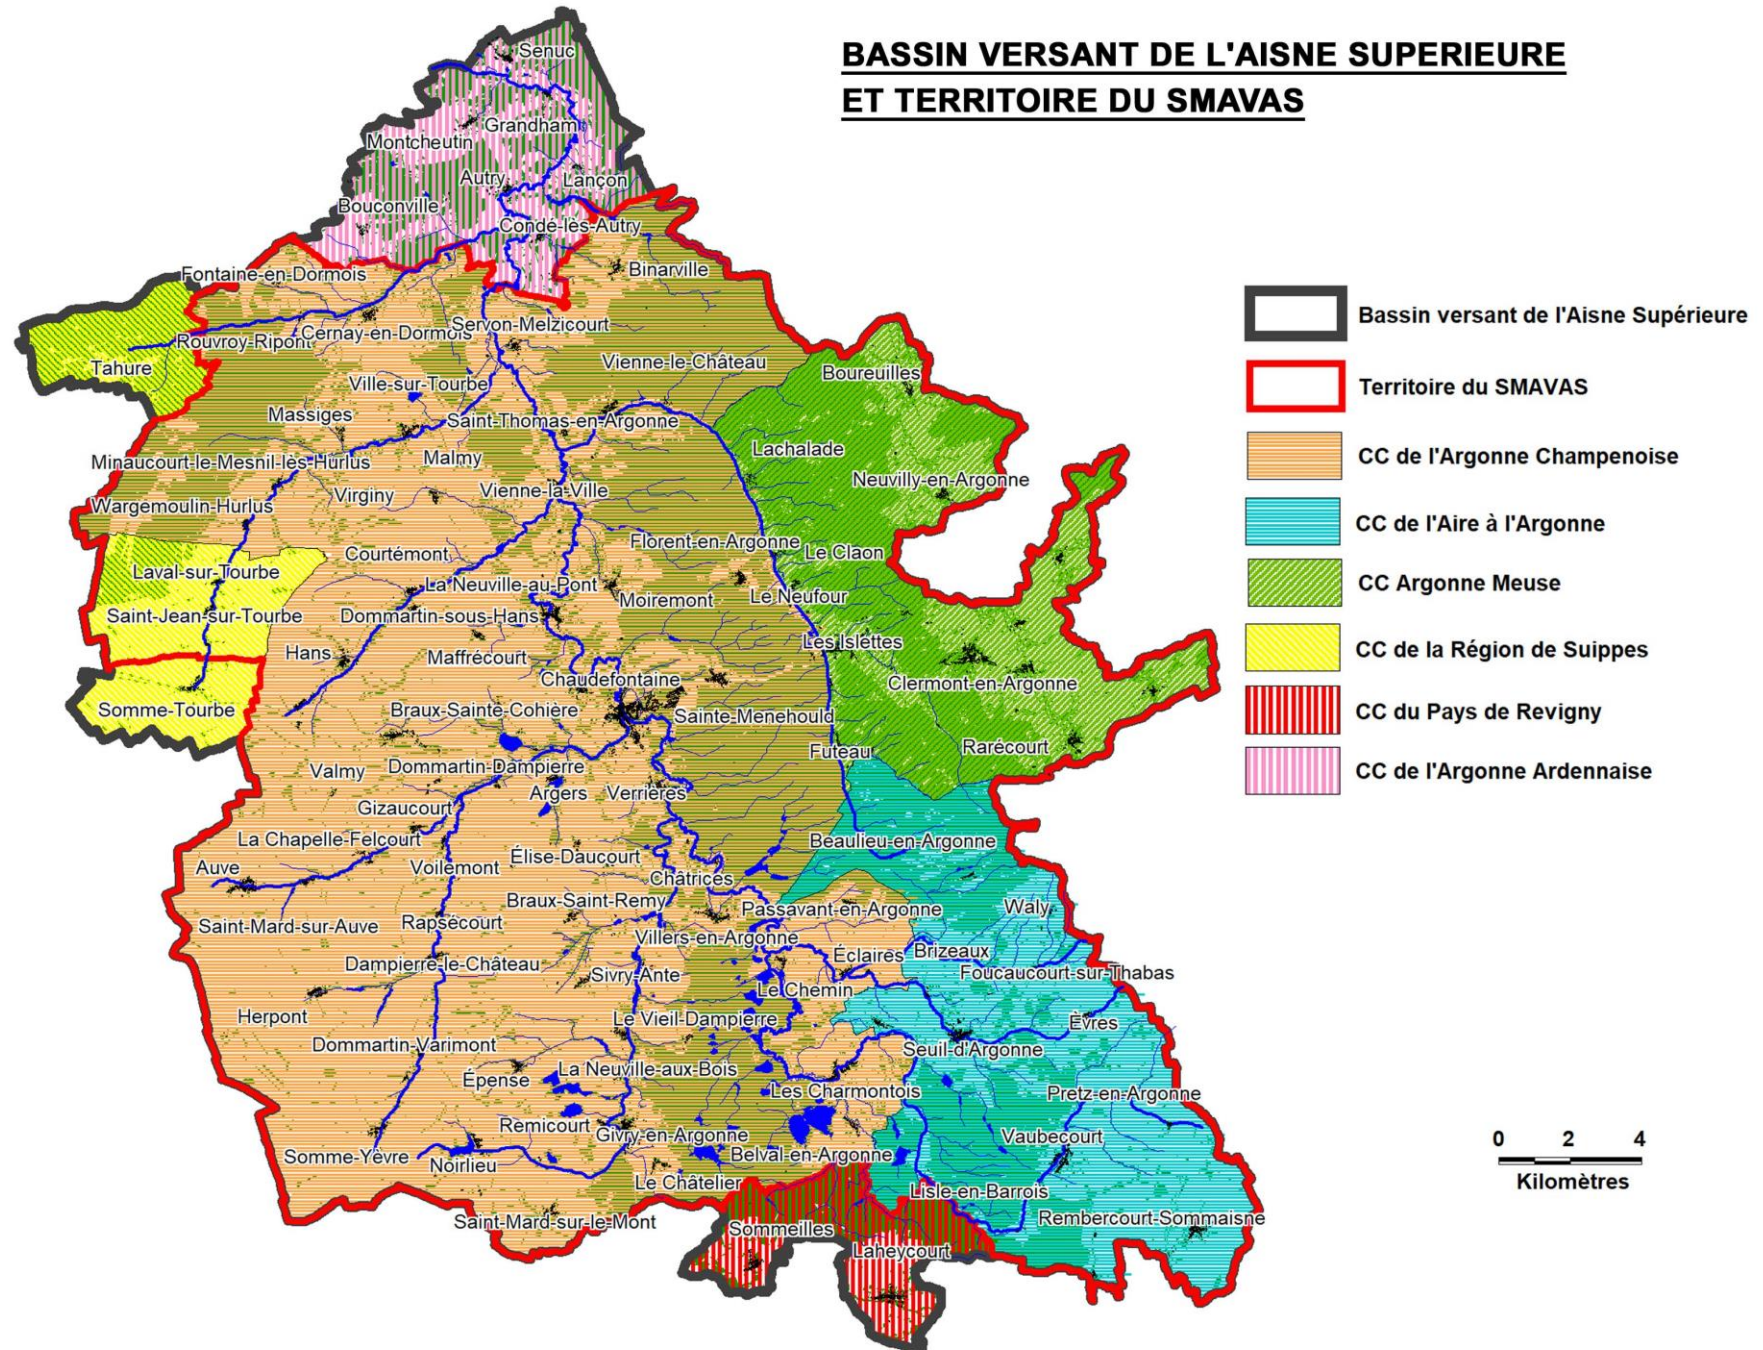 BASSIN VERSANT DE L'AISNE SUPERIEURE
ET TERRITOIRE DU SMAVAS
Senuc
Grandham
Montcheutin
Autry
Lançon
Bouconville
Condé-lès-Autry
Binarville
Fontaine-en-Dormois
Servon-Melzicourt
Cernay-en-Dormois
Rouvroy-Ripont
Tahure
Vienne-le-Château
Ville-sur-Tourbe
Boureuilles
Massiges
Saint-Thomas-en-Argonne
Lachalade
Malmy
Minaucourt-le-Mesnil-lès-Hurlus
Neuvilly-en-Argonne
Virginy
Vienne-la-Ville
Wargemoulin-Hurlus
Florent-en-Argonne
Le Claon
Courtémont
Laval-sur-Tourbe
La Neuville-au-Pont
Le Neufour
Moiremont
Saint-Jean-sur-Tourbe
Dommartin-sous-Hans
Les Islettes
Hans
Maffrécourt
Chaudefontaine
Clermont-en-Argonne
Somme-Tourbe
Braux-Sainte-Cohière
Sainte-Menehould
Rarécourt
Futeau
Valmy
Dommartin-Dampierre
Argers
Verrières
Gizaucourt
La Chapelle-Felcourt
Beaulieu-en-Argonne
Élise-Daucourt
Auve
Voilemont
Châtrices
Braux-Saint-Remy
Passavant-en-Argonne
Waly
Saint-Mard-sur-Auve
Rapsécourt
Villers-en-Argonne
Éclaires
Brizeaux
Dampierre-le-Château
Sivry-Ante
Foucaucourt-sur-Thabas
Le Chemin
Herpont
Le Vieil-Dampierre
Èvres
Dommartin-Varimont
Seuil-d'Argonne
Épense
La Neuville-aux-Bois
Les Charmontois
Pretz-en-Argonne
Remicourt
Givry-en-Argonne
Vaubecourt
Somme-Yèvre
Noirlieu
Belval-en-Argonne
Le Châtelier
Lisle-en-Barrois
Saint-Mard-sur-le-Mont
Sommeilles
Rembercourt-Sommaisne
Laheycourt
Bassin versant de l'Aisne Supérieure
Territoire du SMAVAS
CC de l'Argonne Champenoise
CC de l'Aire à l'Argonne
CC Argonne Meuse
CC de la Région de Suippes
CC du Pays de Revigny
CC de l'Argonne Ardennaise
0 2 4
Kilomètres